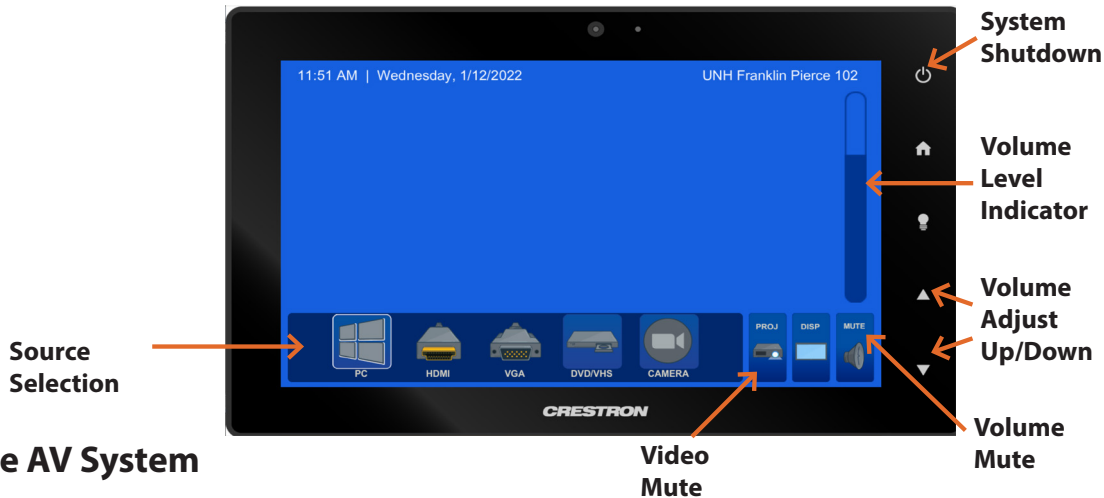 System
Shutdown
11:51 AM | Wednesday, 1/12/2022
UNH Franklin Pierce 102
Volume
Level
Indicator
Volume
Adjust
Up/Down
Source
Selection
PC
HDMI
VGA
DVD/VHS
CAMERA
PROJ
DISP
MUTE
CRESTRON
Video
Mute
Volume
Mute
e AV System